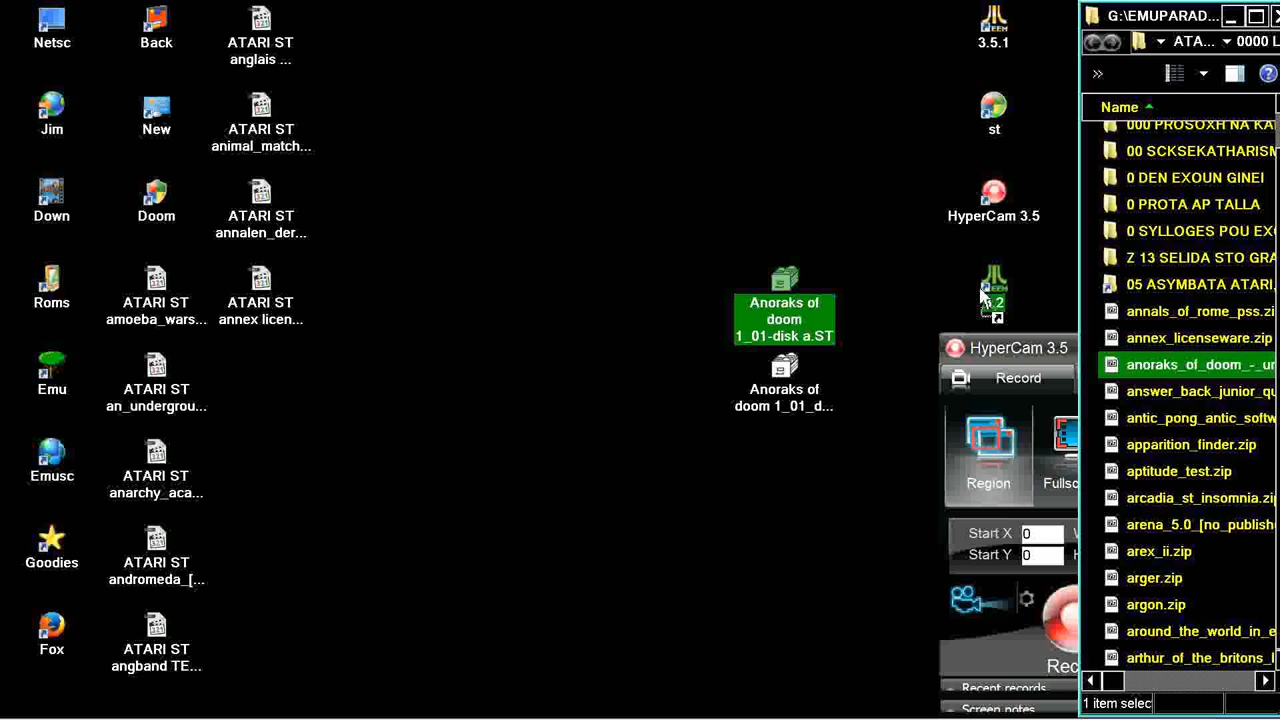 Netsc
Jim
Down
Roms
Emu
Emusc
Goodies
Fox
Back
New
Doom
ATARI ST
amoeba_wars...
ATARI ST
an_undergrou...
ATARI ST
anarchy_aca...
ATARI ST
andromeda_[...
ATARI ST
angband TE...
ATARI ST
anglais ...
ATARI ST
animal_match...
ATARI ST
annalen_der...
ATARI ST
annex licen...
Anoraks of
doom
1_01-disk a.ST
Anoraks of
doom 1_01_d...
3.5.1
st
HyperCam 3.5
HyperCam 3.5
Record
Region
Fullsc
Start X 0
Start Y 0
Rec
Recent records
Screen notes
G:\EMUPARAD...
ATA... 0000 L
»
Name
000 PROSOXH NA KA
00 SCKSEKATHARISM
0 DEN EXOUN GINEI
0 PROTA AP TALLA
0 SYLLOGES POU EX
Z 13 SELIDA STO GRA
05 ASYMBATA ATARI
annals_of_rome_pss.zi
annex_licenseware.zip
anoraks_of_doom_-_un
answer_back_junior_qu
antic_pong_antic_softw
apparition_finder.zip
aptitude_test.zip
arcadia_st_insomnia.zip
arena_5.0_[no_publish
arex_ii.zip
arger.zip
argon.zip
around_the_world_in_e
arthur_of_the_britons_
1 item selec